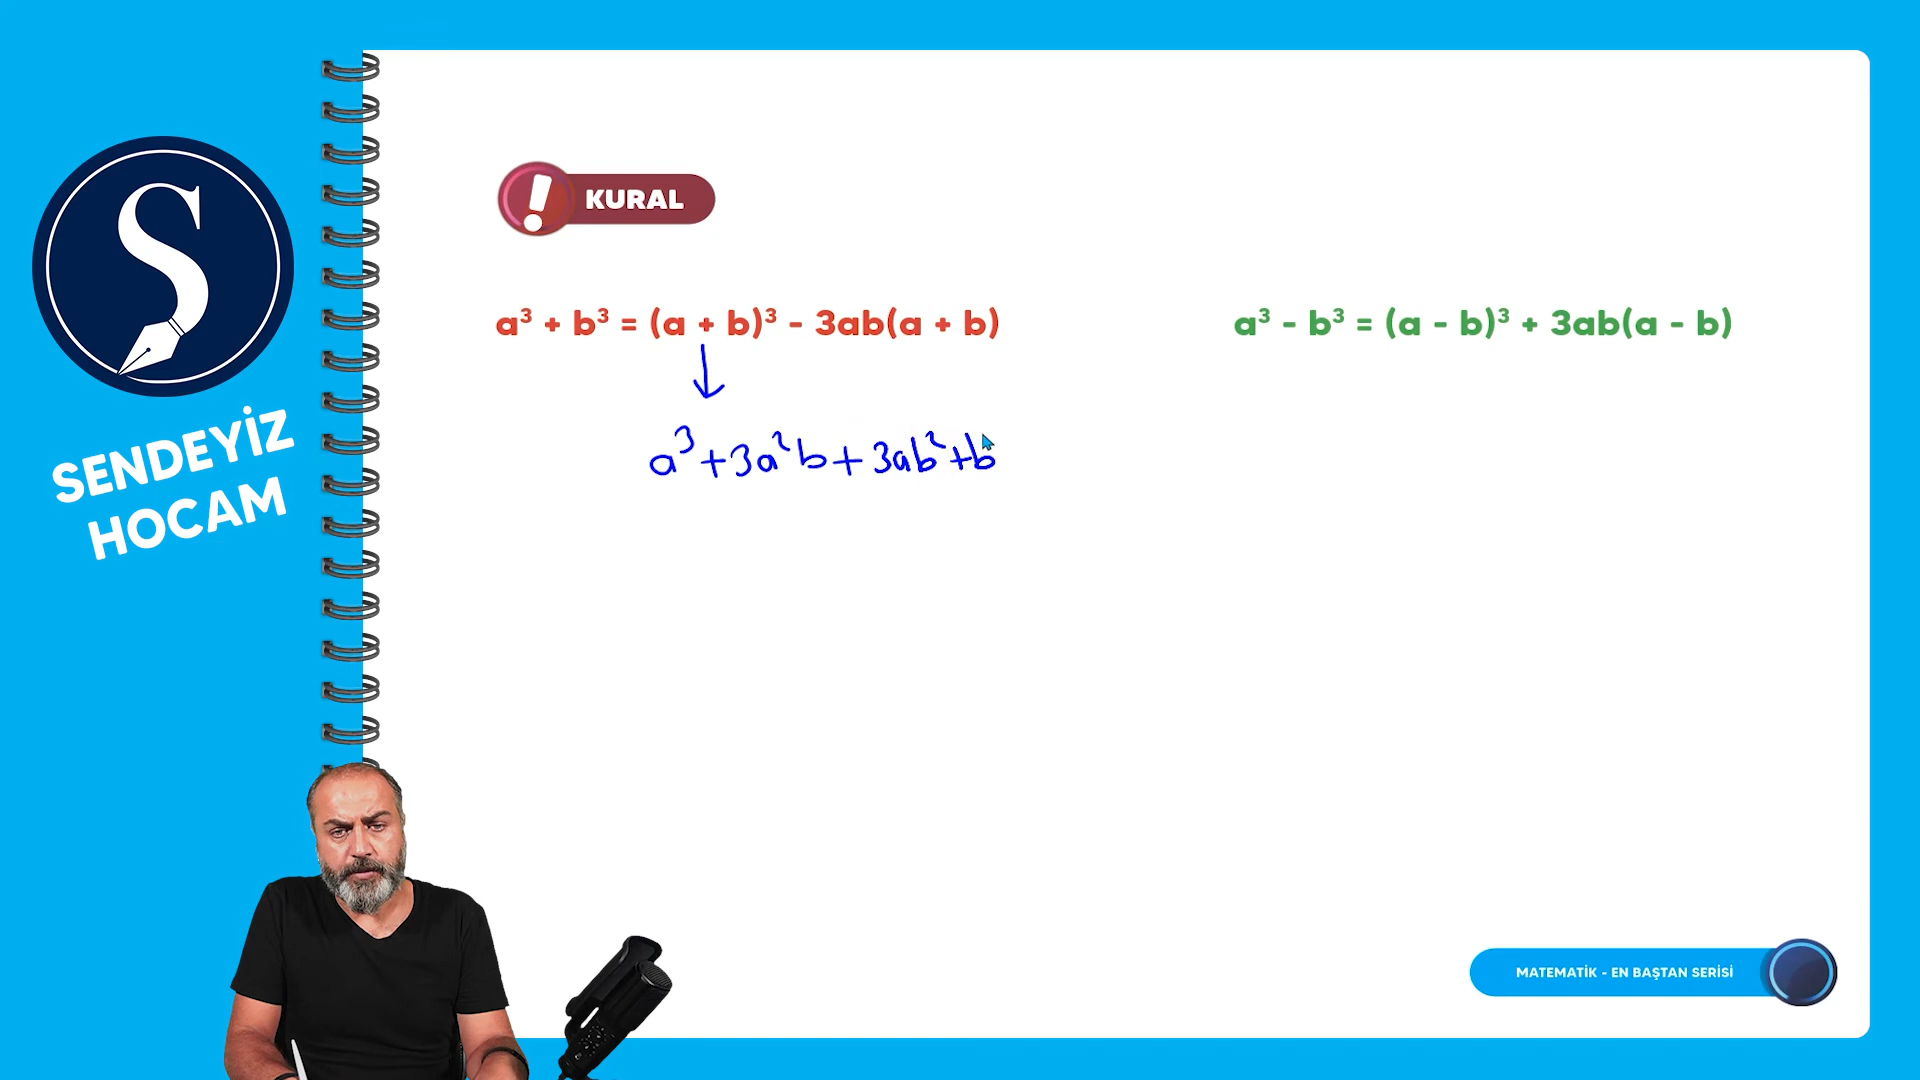 S
SENDEYİZ
HOCAM
! KURAL
a³ + b³ = (a + b)³ - 3ab(a + b)
a³ - b³ = (a - b)³ + 3ab(a - b)
a³+3a²b+3ab²+b
MATEMATİK - EN BAŞTAN SERİSİ